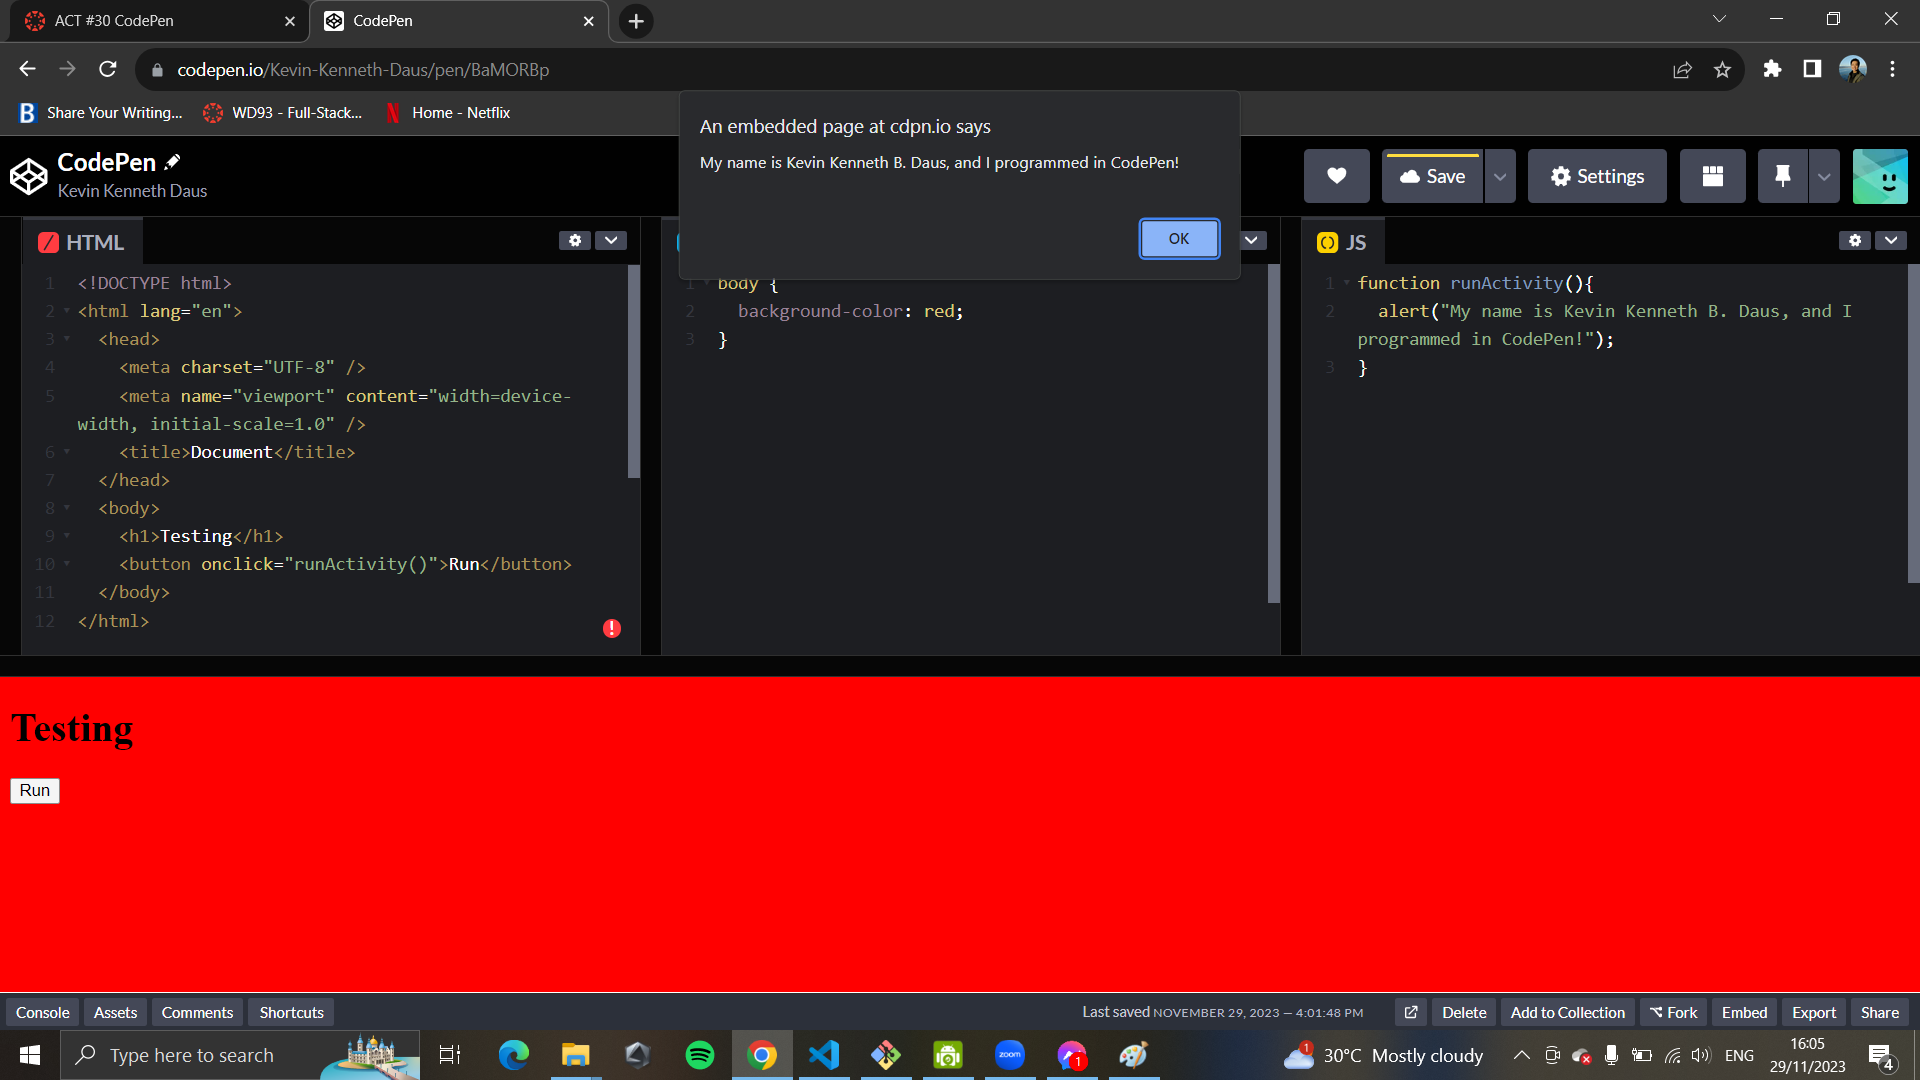 ACT #30 CodePen
CodePen
codepen.io/Kevin-Kenneth-Daus/pen/BaMORBp
Share Your Writing...
WD93 - Full-Stack...
Home - Netflix
An embedded page at cdpn.io says
My name is Kevin Kenneth B. Daus, and I programmed in CodePen!
OK
CodePen
Kevin Kenneth Daus
Save
Settings
HTML
1 <!DOCTYPE html>
2 <html lang="en">
3 <head>
4 <meta charset="UTF-8" />
5 <meta name="viewport" content="width=device-
width, initial-scale=1.0" />
6 <title>Document</title>
7 </head>
8 <body>
9 <h1>Testing</h1>
10 <button onclick="runActivity()">Run</button>
11 </body>
12 </html>
1 body {
2 background-color: red;
3 }
JS
1 function runActivity(){
2 alert("My name is Kevin Kenneth B. Daus, and I
programmed in CodePen!");
3 }
Testing
Run
Console
Assets
Comments
Shortcuts
Last saved NOVEMBER 29, 2023 — 4:01:48 PM
Delete
Add to Collection
Fork
Embed
Export
Share
Type here to search
zoom
1
1
30°C Mostly cloudy
ENG
16:05
29/11/2023
4